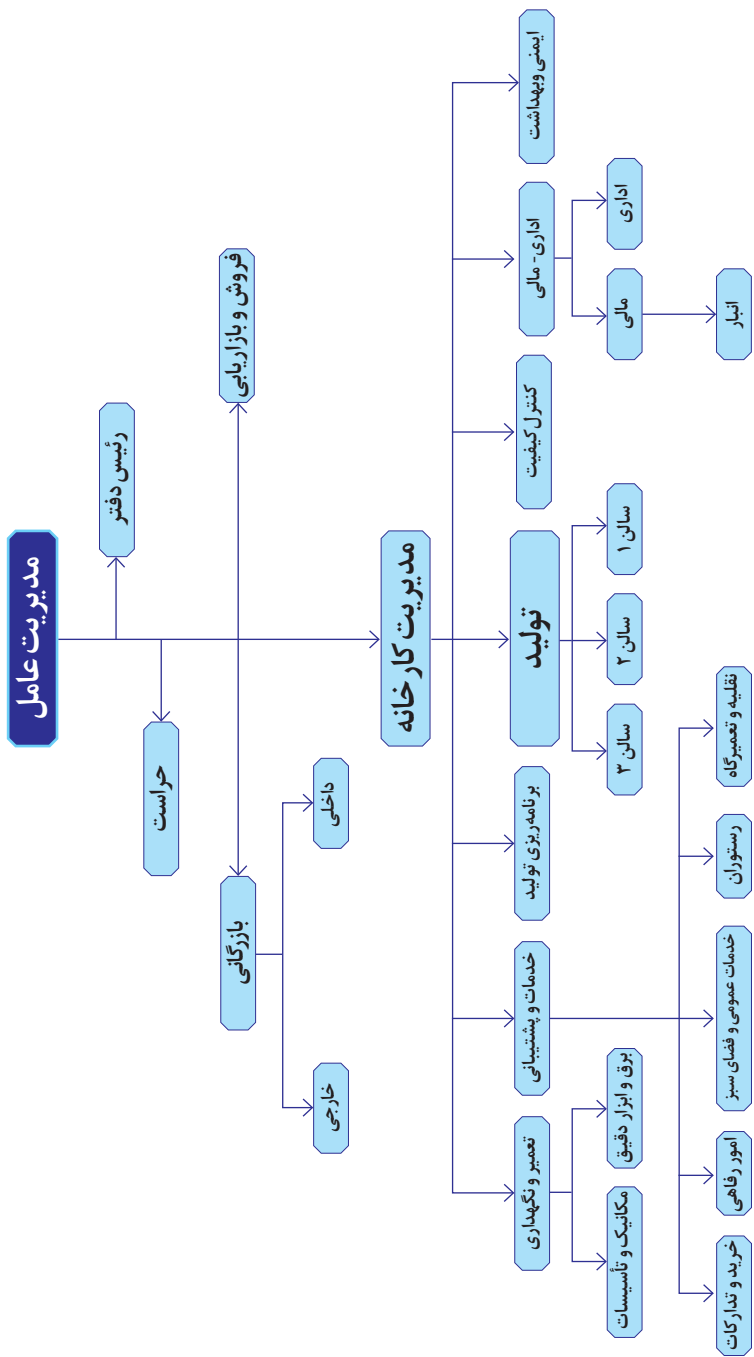 مدیریت عامل
رئیس دفتر
حراست
فروش و بازاریابی
بازرگانی
داخلی
خارجی
مدیریت کارخانه
ایمنی وبهداشت
اداری- مالی
کنترل کیفیت
تولید
برنامه‌ریزی تولید
خدمات و پشتیبانی
تعمیر و نگهداری
اداری
مالی
سالن ۱
سالن ۲
سالن ۳
برق و ابزار دقیق
مکانیک و تأسیسات
انبار
نقلیه و تعمیرگاه
رستوران
خدمات عمومی و فضای سبز
امور رفاهی
خرید و تدارکات